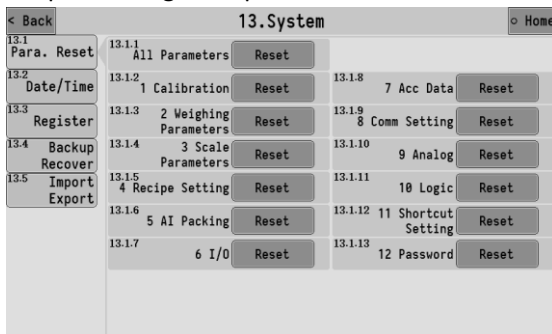 < Back
13.System
○ Home
13.1
Para. Reset
13.2
Date/Time
13.3
Register
13.4 Backup
Recover
13.5 Import
Export
13.1.1
All Parameters Reset
13.1.2
1 Calibration Reset
13.1.3 2 Weighing
Parameters Reset
13.1.4 3 Scale
Parameters Reset
13.1.5
4 Recipe Setting Reset
13.1.6
5 AI Packing Reset
13.1.7
6 I/O Reset
13.1.8
7 Acc Data Reset
13.1.9
8 Comm Setting Reset
13.1.10
9 Analog Reset
13.1.11
10 Logic Reset
13.1.12 11 Shortcut
Setting Reset
13.1.13
12 Password Reset